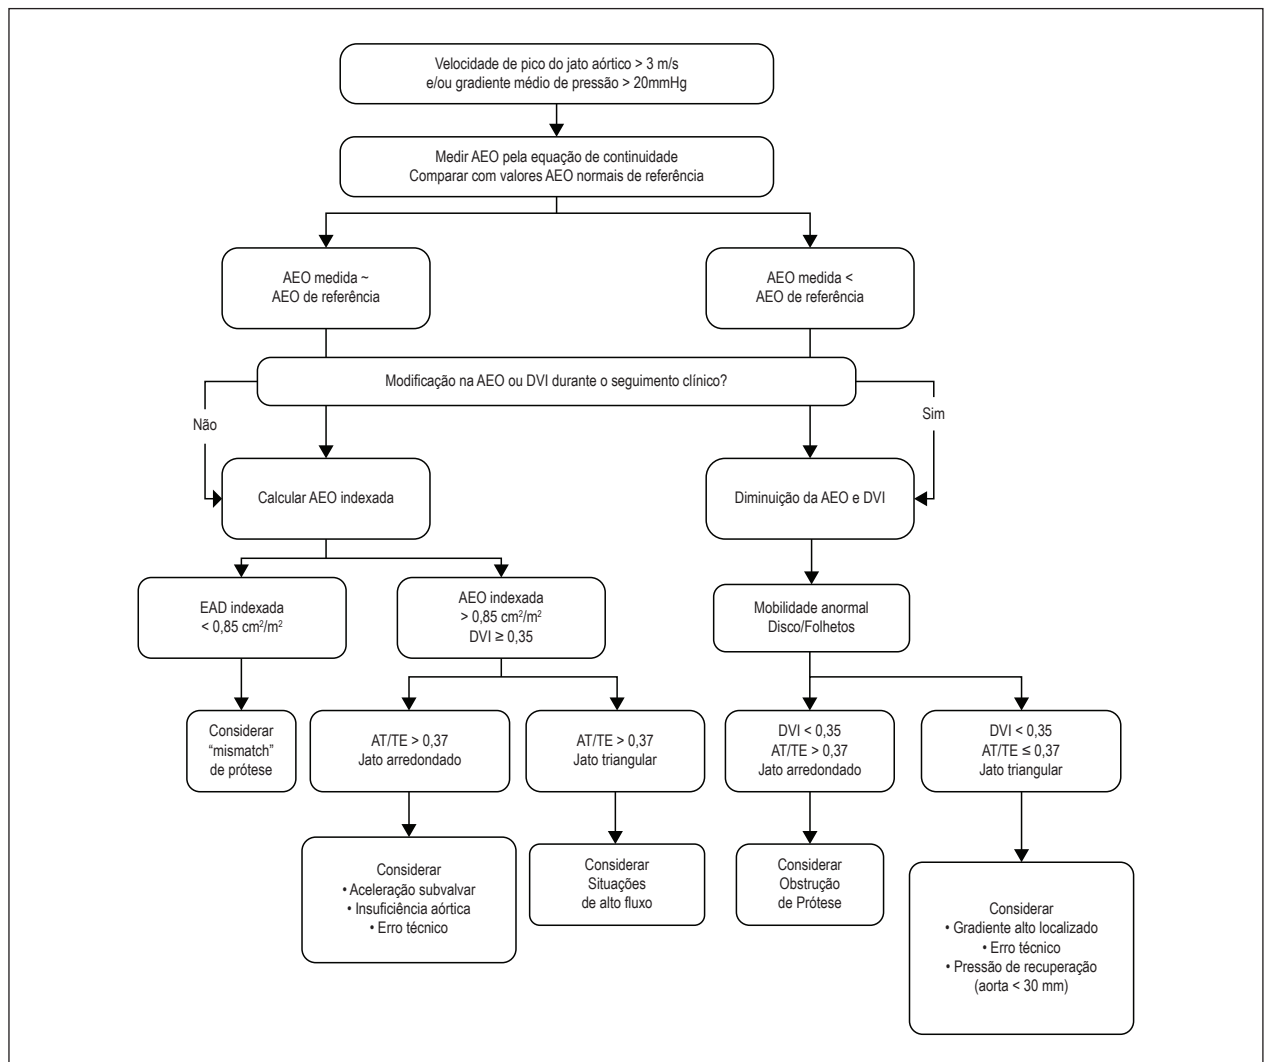 Velocidade de pico do jato aórtico > 3 m/s
e/ou gradiente médio de pressão > 20mmHg
Medir AEO pela equação de continuidade
Comparar com valores AEO normais de referência
AEO medida ~
AEO de referência
AEO medida <
AEO de referência
Modificação na AEO ou DVI durante o seguimento clínico?
Não
Sim
Calcular AEO indexada
Diminuição da AEO e DVI
EAD indexada
< 0,85 cm²/m²
AEO indexada
> 0,85 cm²/m²
DVI ≥ 0,35
Mobilidade anormal
Disco/Folhetos
Considerar
“mismatch”
de prótese
AT/TE > 0,37
Jato arredondado
AT/TE > 0,37
Jato triangular
DVI < 0,35
AT/TE > 0,37
Jato arredondado
DVI < 0,35
AT/TE ≤ 0,37
Jato triangular
Considerar
• Aceleração subvalvar
• Insuficiência aórtica
• Erro técnico
Considerar
Situações
de alto fluxo
Considerar
Obstrução
de Prótese
Considerar
• Gradiente alto localizado
• Erro técnico
• Pressão de recuperação
(aorta < 30 mm)